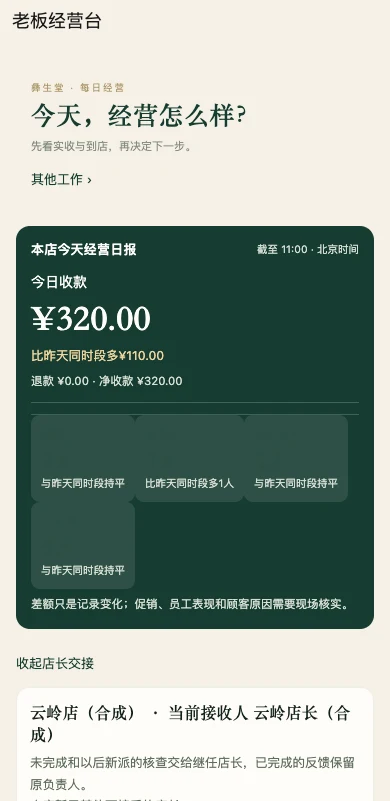 老板经营台
彝生堂 · 每日经营
今天，经营怎么样?
先看实收与到店，再决定下一步。
其他工作 ›
本店今天经营日报
截至 11:00 · 北京时间
今日收款
¥320.00
比昨天同时段多¥110.00
退款 ¥0.00 · 净收款 ¥320.00
与昨天同时段持平
比昨天同时段多1人
与昨天同时段持平
与昨天同时段持平
差额只是记录变化；促销、员工表现和顾客原因需要现场核实。
收起店长交接
云岭店（合成） · 当前接收人 云岭店长（合
成）
未完成和以后新派的核查交给继任店长，已完成的反馈保留
原负责人。